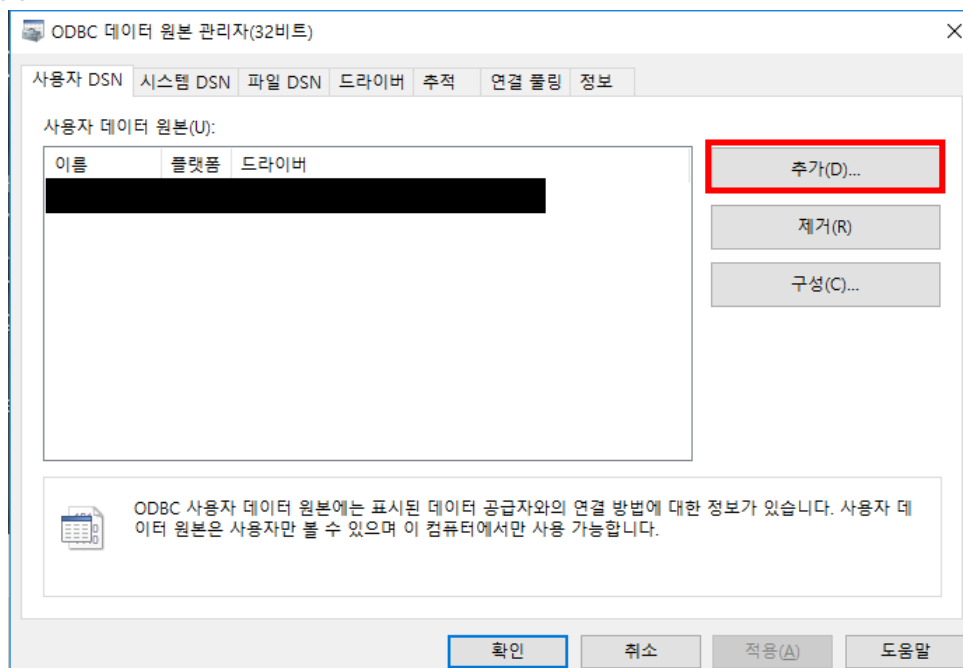 ODBC 데이터 원본 관리자(32비트)
사용자 DSN 시스템 DSN 파일 DSN 드라이버 추적 연결 풀링 정보
사용자 데이터 원본(U):
이름 플랫폼 드라이버
추가(D)...
제거(R)
구성(C)...
ODBC 사용자 데이터 원본에는 표시된 데이터 공급자와의 연결 방법에 대한 정보가 있습니다. 사용자 데
이터 원본은 사용자만 볼 수 있으며 이 컴퓨터에서만 사용 가능합니다.
확인 취소 적용(A) 도움말